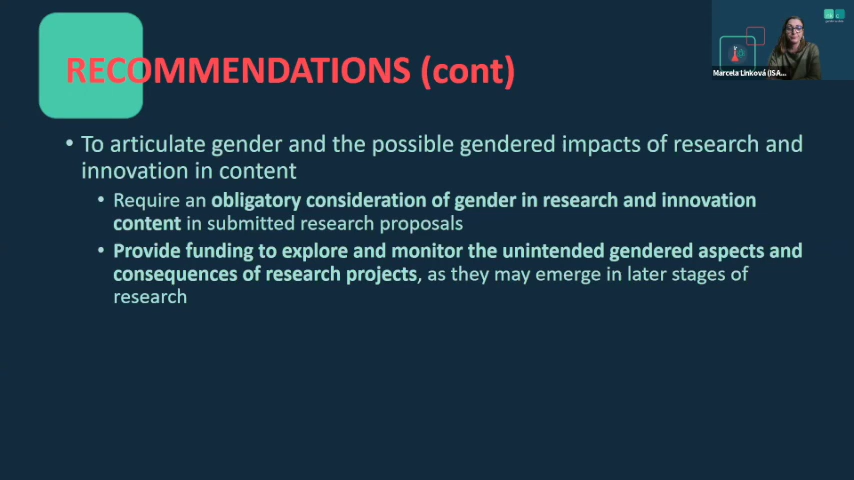 RECOMMENDATIONS (cont)
• To articulate gender and the possible gendered impacts of research and
innovation in content
• Require an obligatory consideration of gender in research and innovation
content in submitted research proposals
• Provide funding to explore and monitor the unintended gendered aspects and
consequences of research projects, as they may emerge in later stages of
research
Marcela Linková (ISA...